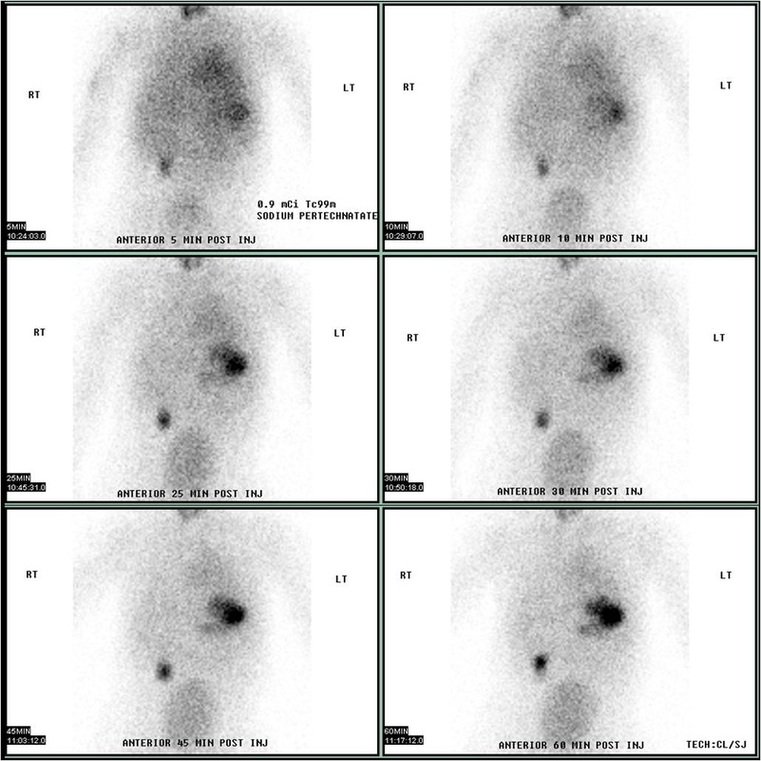 RT
LT
0.9 mCi Tc99m
SODIUM PERTECHNETATE
5MIN
10:24:03.0
ANTERIOR 5 MIN POST INJ
RT
LT
10MIN
10:29:07.0
ANTERIOR 10 MIN POST INJ
RT
LT
25MIN
10:45:31.0
ANTERIOR 25 MIN POST INJ
RT
LT
30MIN
10:50:18.0
ANTERIOR 30 MIN POST INJ
RT
LT
45MIN
11:03:12.0
ANTERIOR 45 MIN POST INJ
RT
LT
60MIN
11:17:12.0
ANTERIOR 60 MIN POST INJ
TECH:CL/SJ